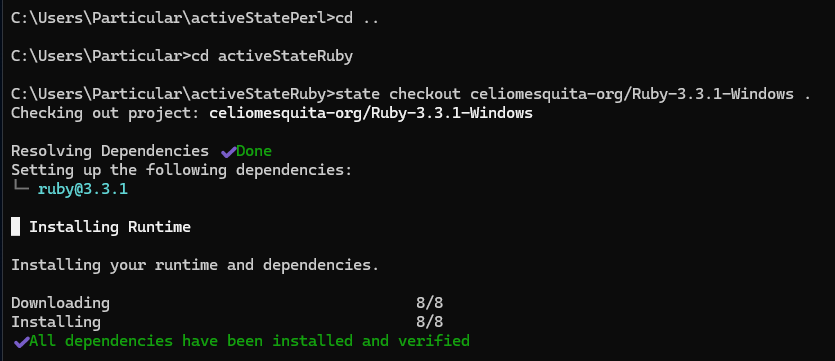 C:\Users\Particular\activeStatePerl>cd ..
C:\Users\Particular>cd activeStateRuby
C:\Users\Particular\activeStateRuby>state checkout celiomesquita-org/Ruby-3.3.1-Windows .
Checking out project: celiomesquita-org/Ruby-3.3.1-Windows
Resolving Dependencies ✔Done
Setting up the following dependencies:
└─ ruby@3.3.1
█ Installing Runtime
Installing your runtime and dependencies.
Downloading 8/8
Installing 8/8
✔All dependencies have been installed and verified